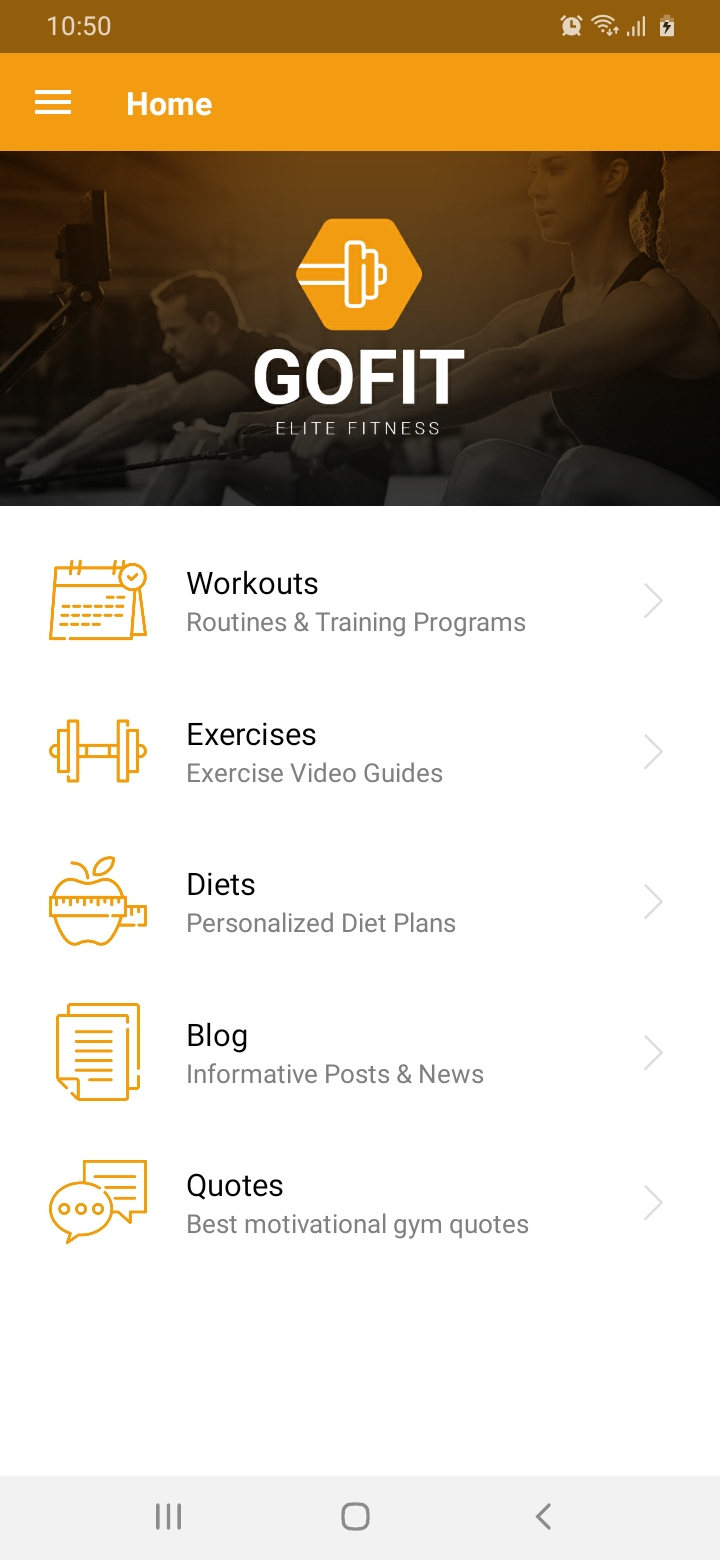 10:50
Home
GOFIT
ELITE FITNESS
Workouts
Routines & Training Programs
Exercises
Exercise Video Guides
Diets
Personalized Diet Plans
Blog
Informative Posts & News
Quotes
Best motivational gym quotes